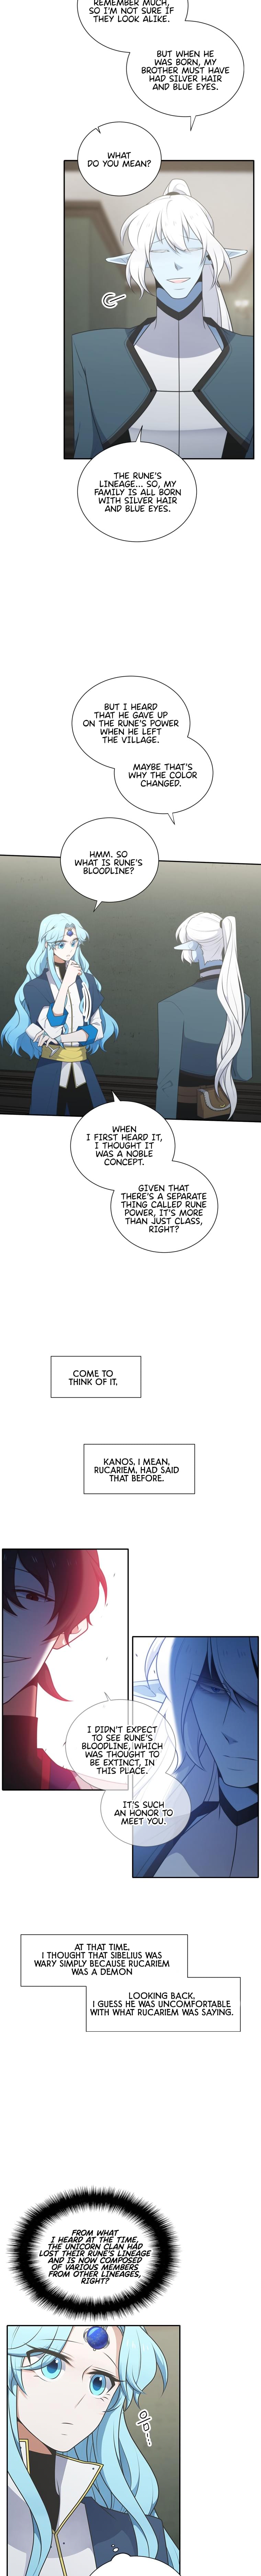 REMEMBER MUCH,
SO I'M NOT SURE IF
THEY LOOK ALIKE.
BUT WHEN HE
WAS BORN, MY
BROTHER MUST HAVE
HAD SILVER HAIR
AND BLUE EYES.
WHAT
DO YOU MEAN?
THE RUNE'S
LINEAGE... SO, MY
FAMILY IS ALL BORN
WITH SILVER HAIR
AND BLUE EYES.
BUT I HEARD
THAT HE GAVE UP
ON THE RUNE'S POWER
WHEN HE LEFT
THE VILLAGE.
MAYBE THAT'S
WHY THE COLOR
CHANGED.
HMM. SO
WHAT IS RUNE'S
BLOODLINE?
WHEN
I FIRST HEARD IT,
I THOUGHT IT
WAS A NOBLE
CONCEPT.
GIVEN THAT
THERE'S A SEPARATE
THING CALLED RUNE
POWER, IT'S MORE
THAN JUST CLASS,
RIGHT?
COME TO
THINK OF IT,
KANOS, I MEAN,
RUCARIEM, HAD SAID
THAT BEFORE.
I DIDN'T EXPECT
TO SEE RUNE'S
BLOODLINE, WHICH
WAS THOUGHT TO
BE EXTINCT, IN
THIS PLACE.
IT'S SUCH
AN HONOR TO
MEET YOU.
AT THAT TIME,
I THOUGHT THAT SIBELIUS WAS
WARY SIMPLY BECAUSE RUCARIEM
WAS A DEMON
LOOKING BACK,
I GUESS HE WAS UNCOMFORTABLE
WITH WHAT RUCARIEM WAS SAYING.
FROM WHAT
I HEARD AT THE TIME,
THE UNICORN CLAN HAD
LOST THEIR RUNE'S LINEAGE
AND IS NOW COMPOSED
OF VARIOUS MEMBERS
FROM OTHER LINEAGES,
RIGHT?
음...